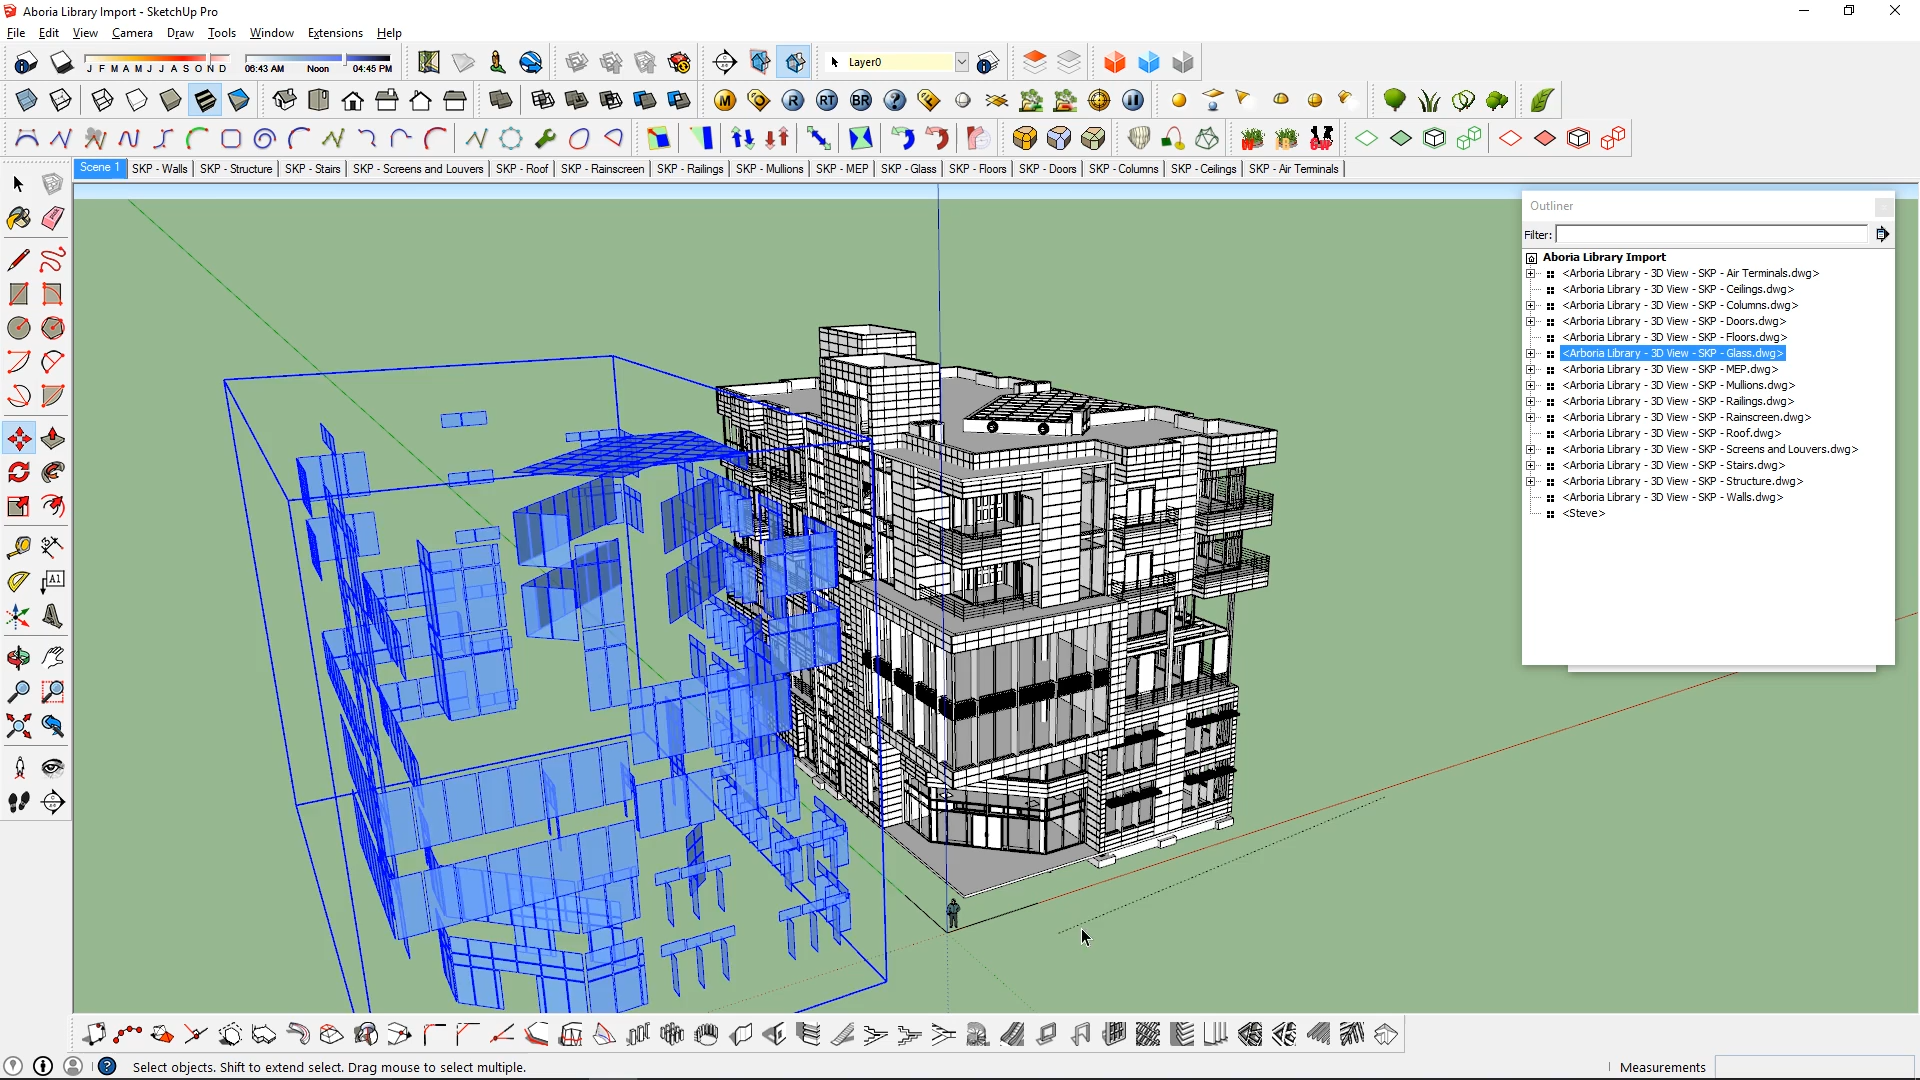 Aboria Library Import - SketchUp Pro
File Edit View Camera Draw Tools Window Extensions Help
J F M A M J J A S O N D 06:43 AM Noon 04:45 PM Layer0
M R RT BR ?
Scene 1 SKP - Walls SKP - Structure SKP - Stairs SKP - Screens and Louvers SKP - Roof SKP - Rainscreen SKP - Railings SKP - Mullions SKP - MEP SKP - Glass SKP - Floors SKP - Doors SKP - Columns SKP - Ceilings SKP - Air Terminals
Outliner
Filter:
Aboria Library Import
<Arboria Library - 3D View - SKP - Air Terminals.dwg>
<Arboria Library - 3D View - SKP - Ceilings.dwg>
<Arboria Library - 3D View - SKP - Columns.dwg>
<Arboria Library - 3D View - SKP - Doors.dwg>
<Arboria Library - 3D View - SKP - Floors.dwg>
<Arboria Library - 3D View - SKP - Glass.dwg>
<Arboria Library - 3D View - SKP - MEP.dwg>
<Arboria Library - 3D View - SKP - Mullions.dwg>
<Arboria Library - 3D View - SKP - Railings.dwg>
<Arboria Library - 3D View - SKP - Rainscreen.dwg>
<Arboria Library - 3D View - SKP - Roof.dwg>
<Arboria Library - 3D View - SKP - Screens and Louvers.dwg>
<Arboria Library - 3D View - SKP - Stairs.dwg>
<Arboria Library - 3D View - SKP - Structure.dwg>
<Arboria Library - 3D View - SKP - Walls.dwg>
<Steve>
A1
Select objects. Shift to extend select. Drag mouse to select multiple.
Measurements